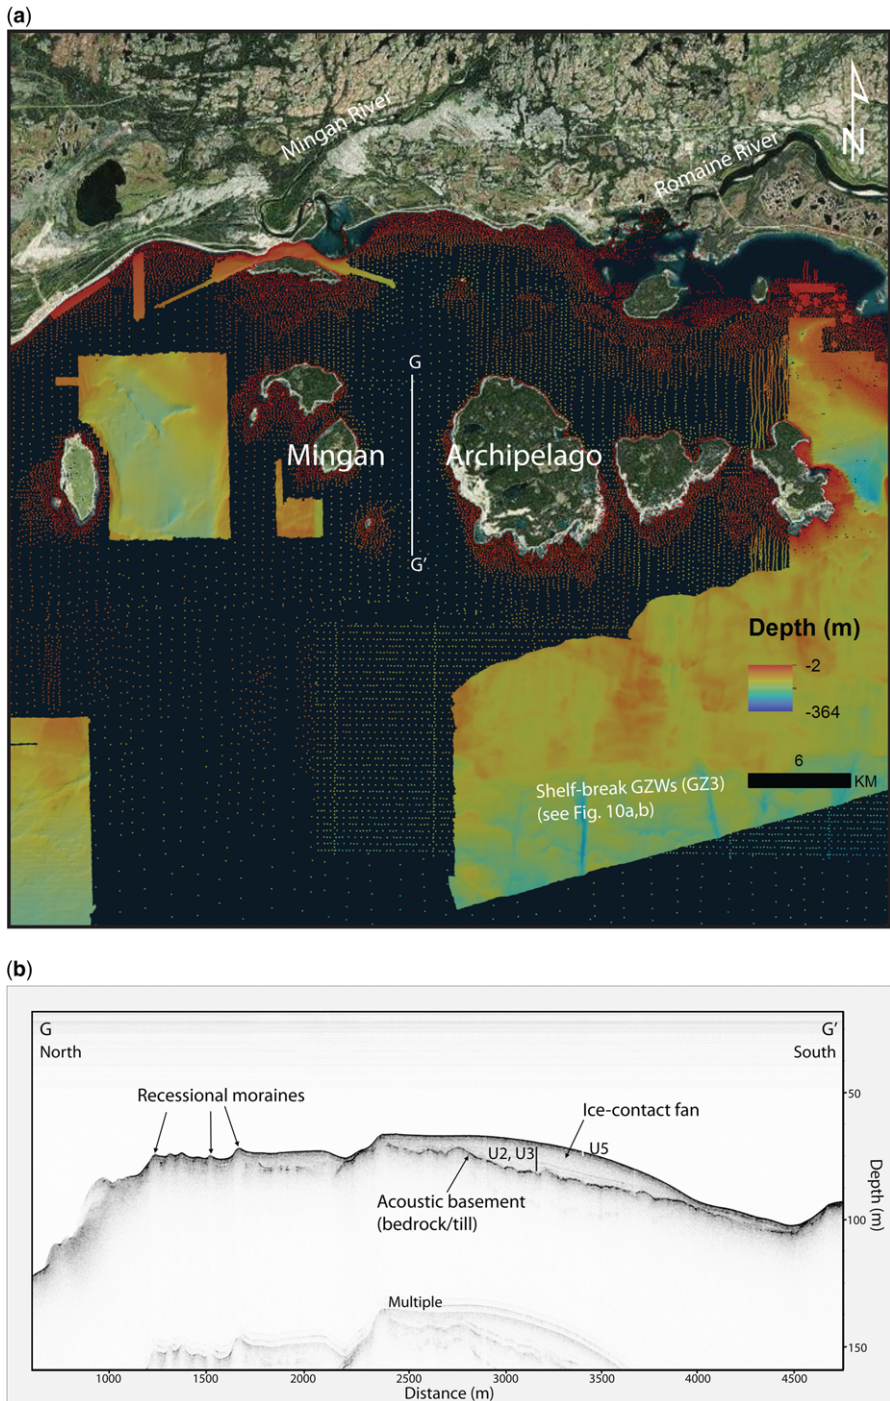 (a)
Mingan River
Romaine River
N
G
Mingan Archipelago
G'
Depth (m)
-2
-364
6
KM
Shelf-break GZWs (GZ3)
(see Fig. 10a,b)
(b)
G
G'
North
South
Recessional moraines
Ice-contact fan
U2, U3
U5
Acoustic basement
(bedrock/till)
Multiple
50
100
150
Depth (m)
1000 1500 2000 2500 3000 3500 4000 4500
Distance (m)